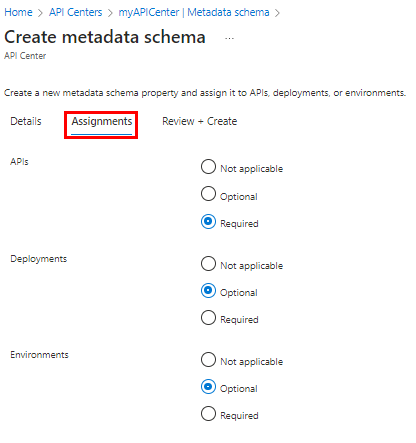 Home > API Centers > myAPICenter | Metadata schema >
Create metadata schema ...
API Center
Create a new metadata schema property and assign it to APIs, deployments, or environments.
Details Assignments Review + Create
APIs
Not applicable
Optional
Required
Deployments
Not applicable
Optional
Required
Environments
Not applicable
Optional
Required